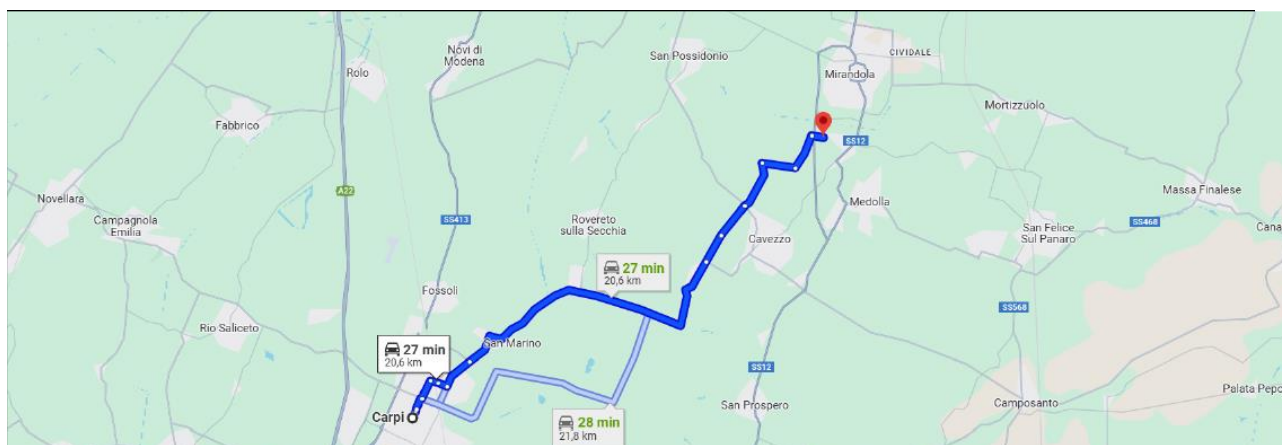 CIVIDALE
Novi di
Modena
San Possidonio
Mirandola
Rolo
Mortizzuolo
Fabbrico
SS12
A22
Massa Finalese
Novellara
Medolla
Campagnola
Emilia
SS413
Rovereto
sulla Secchia
San Felice
Sul Panaro
SS468
Cana
Cavezzo
27 min
20,6 km
Fossoli
SS568
Rio Saliceto
San Marino
27 min
20,6 km
SS12
Palata Pepo
Carpi
San Prospero
Camposanto
28 min
21,8 km